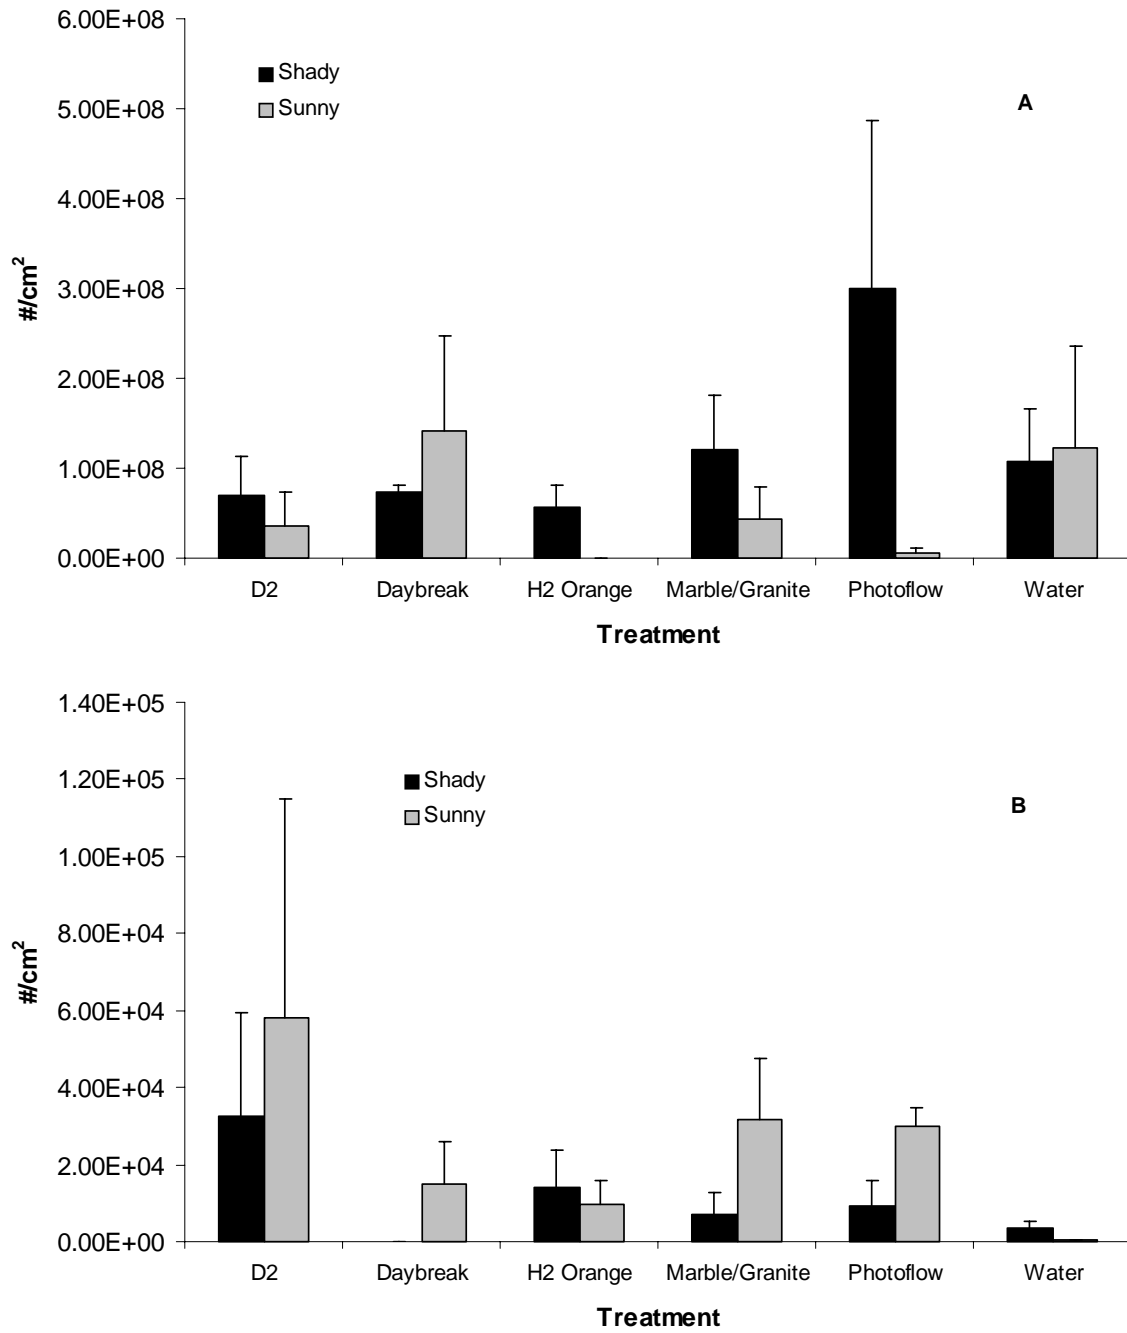 6.00E+08
Shady
5.00E+08
Sunny
A
4.00E+08
#/cm²
3.00E+08
2.00E+08
1.00E+08
0.00E+00
D2 Daybreak H2 Orange Marble/Granite Photoflow Water
Treatment
1.40E+05
1.20E+05
Shady
Sunny
B
1.00E+05
#/cm²
8.00E+04
6.00E+04
4.00E+04
2.00E+04
0.00E+00
D2 Daybreak H2 Orange Marble/Granite Photoflow Water
Treatment